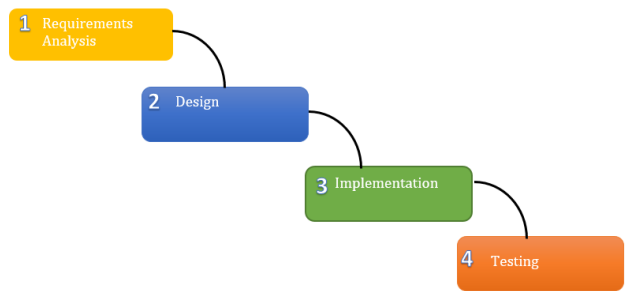 1 Requirements
Analysis
2 Design
3 Implementation
4 Testing